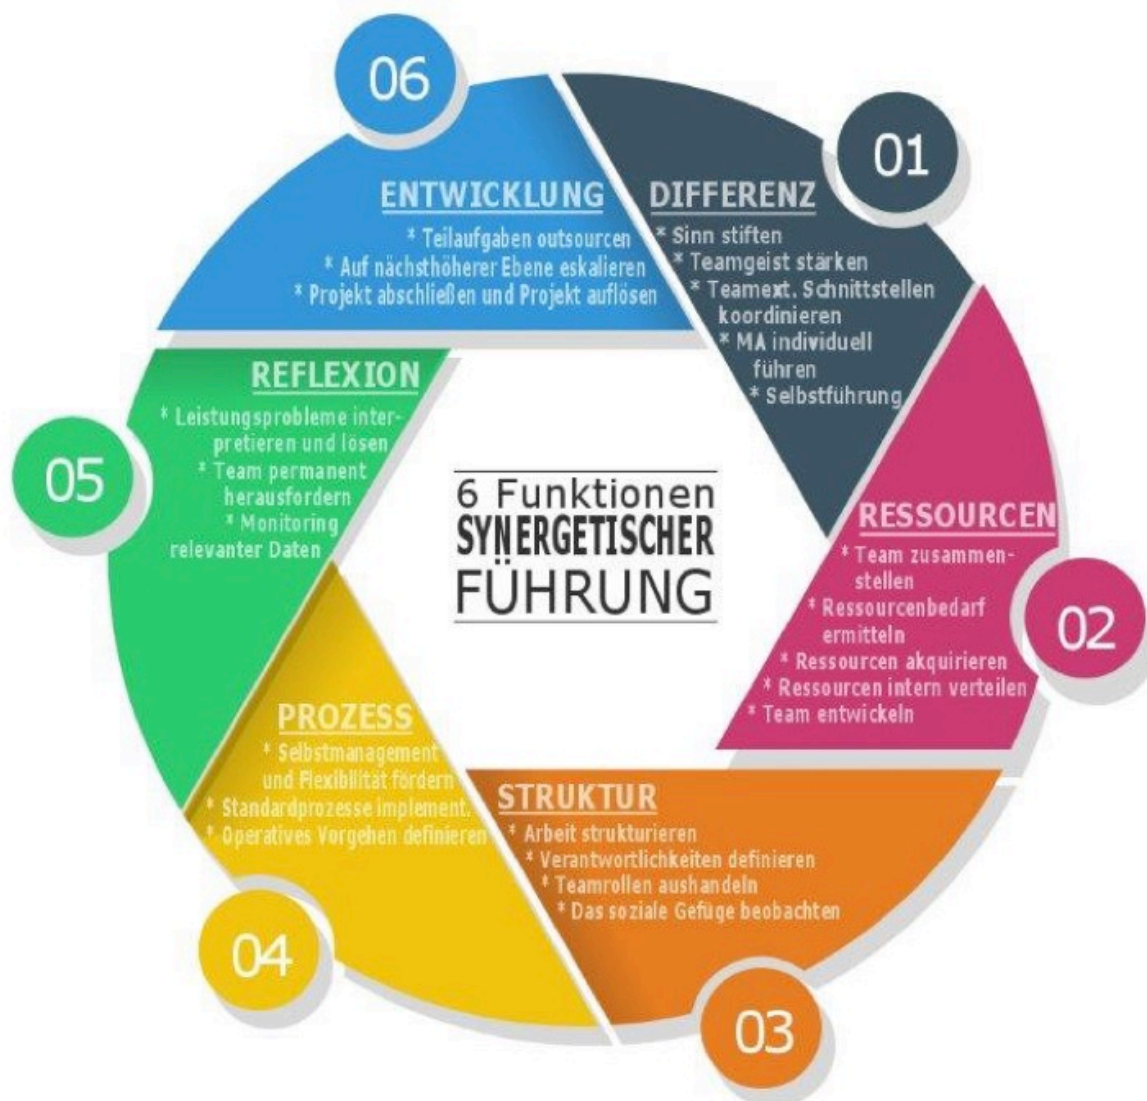 6 Funktionen
SYNERGETISCHER
FÜHRUNG
01
DIFFERENZ
* Sinn stiften
* Teamgeist stärken
* Teamext. Schnittstellen
koordinieren
* MA individuell
führen
* Selbstführung
02
RESSOURCEN
* Team zusammen-
stellen
* Ressourcenbedarf
ermitteln
* Ressourcen akquirieren
* Ressourcen intern verteilen
* Team entwickeln
03
STRUKTUR
* Arbeit strukturieren
* Verantwortlichkeiten definieren
* Teamrollen aushandeln
* Das soziale Gefüge beobachten
04
PROZESS
* Selbstmanagement
und Flexibilität fördern
* Standardprozesse implement.
* Operatives Vorgehen definieren
05
REFLEXION
* Leistungsprobleme inter-
pretieren und lösen
* Team permanent
herausfordern
* Monitoring
relevanter Daten
06
ENTWICKLUNG
* Teilaufgaben outsourcen
* Auf nächsthöherer Ebene eskalieren
* Projekt abschließen und Projekt auflösen